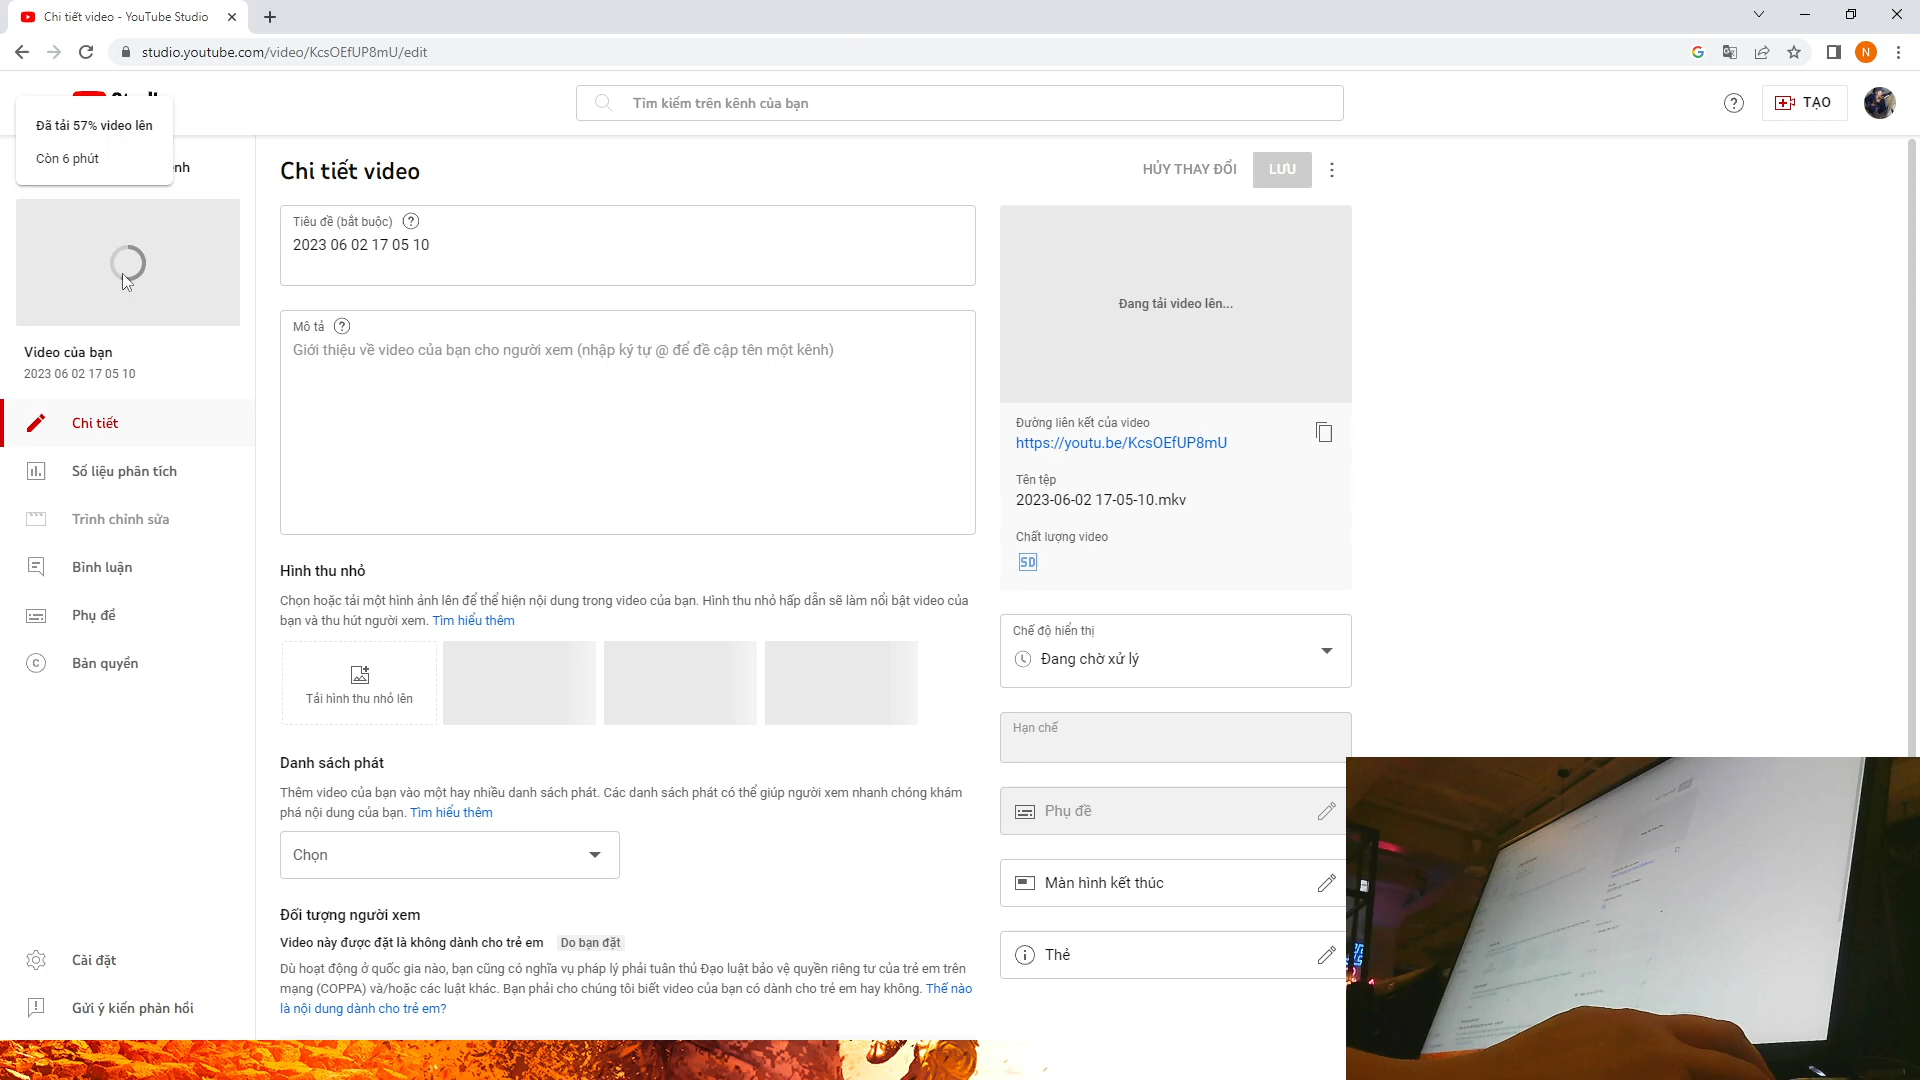 Chi tiết video - YouTube Studio
studio.youtube.com/video/KcsOEfUP8mU/edit
N
Tìm kiếm trên kênh của bạn
TẠO
Đã tải 57% video lên
Còn 6 phút
Video của bạn
2023 06 02 17 05 10
Chi tiết
Số liệu phân tích
Trình chỉnh sửa
Bình luận
Phụ đề
Bản quyền
Cài đặt
Gửi ý kiến phản hồi
Chi tiết video
HỦY THAY ĐỔI
LƯU
Tiêu đề (bắt buộc)
2023 06 02 17 05 10
Mô tả
Giới thiệu về video của bạn cho người xem (nhập ký tự @ để đề cập tên một kênh)
Hình thu nhỏ
Chọn hoặc tải một hình ảnh lên để thể hiện nội dung trong video của bạn. Hình thu nhỏ hấp dẫn sẽ làm nổi bật video của
bạn và thu hút người xem. Tìm hiểu thêm
Tải hình thu nhỏ lên
Danh sách phát
Thêm video của bạn vào một hay nhiều danh sách phát. Các danh sách phát có thể giúp người xem nhanh chóng khám
phá nội dung của bạn. Tìm hiểu thêm
Chọn
Đối tượng người xem
Video này được đặt là không dành cho trẻ em Do bạn đặt
Dù hoạt động ở quốc gia nào, bạn cũng có nghĩa vụ pháp lý phải tuân thủ Đạo luật bảo vệ quyền riêng tư của trẻ em trên
mạng (COPPA) và/hoặc các luật khác. Bạn phải cho chúng tôi biết video của bạn có dành cho trẻ em hay không. Thế nào
là nội dung dành cho trẻ em?
Đang tải video lên...
Đường liên kết của video
https://youtu.be/KcsOEfUP8mU
Tên tệp
2023-06-02 17-05-10.mkv
Chất lượng video
SD
Chế độ hiển thị
Đang chờ xử lý
Hạn chế
Phụ đề
Màn hình kết thúc
Thẻ